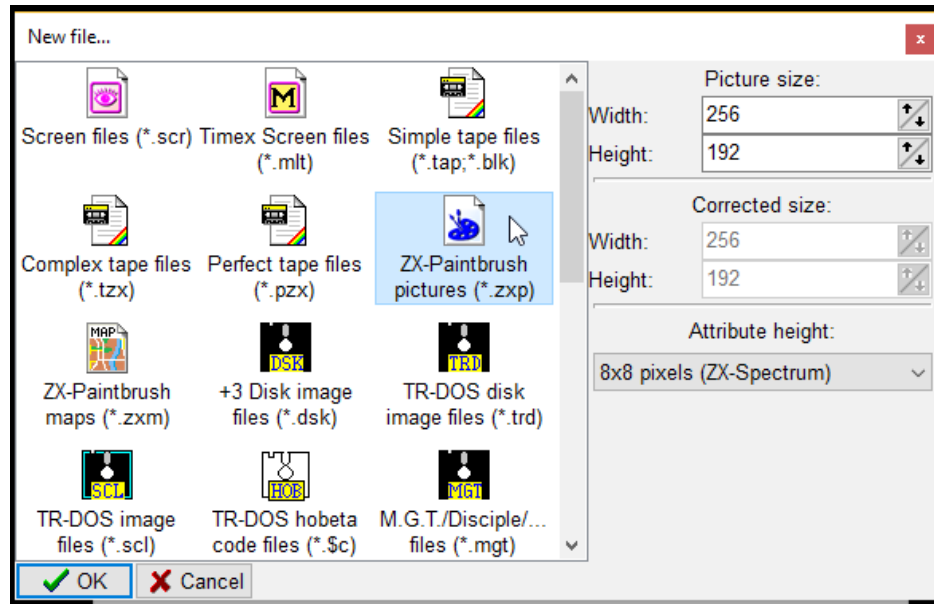 New file...
x
Screen files (*.scr)
Timex Screen files
(*.mlt)
Simple tape files
(*.tap;*.blk)
Complex tape files
(*.tzx)
Perfect tape files
(*.pzx)
ZX-Paintbrush
pictures (*.zxp)
MAP
ZX-Paintbrush
maps (*.zxm)
DSK
+3 Disk image
files (*.dsk)
TRD
TR-DOS disk
image files (*.trd)
SCL
TR-DOS image
files (*.scl)
HOB
TR-DOS hobeta
code files (*.$c)
MGT
M.G.T./Disciple/...
files (*.mgt)
OK
Cancel
Picture size:
Width: 256
Height: 192
Corrected size:
Width: 256
Height: 192
Attribute height:
8x8 pixels (ZX-Spectrum)